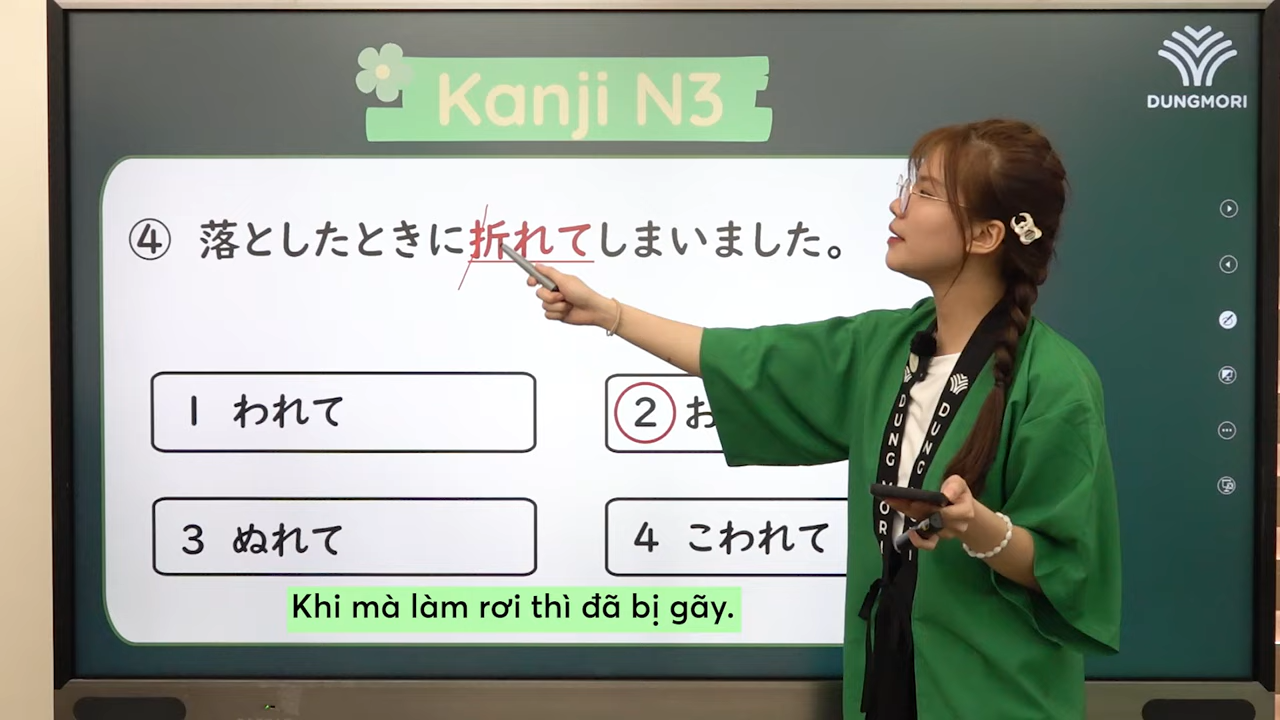 Kanji N3
DUNGMORI
④ 落としたときに折れてしまいました。
1 われて
2 お
3 ぬれて
4 こわれて
Khi mà làm rơi thì đã bị gãy.
DUNG MORI
DUNG